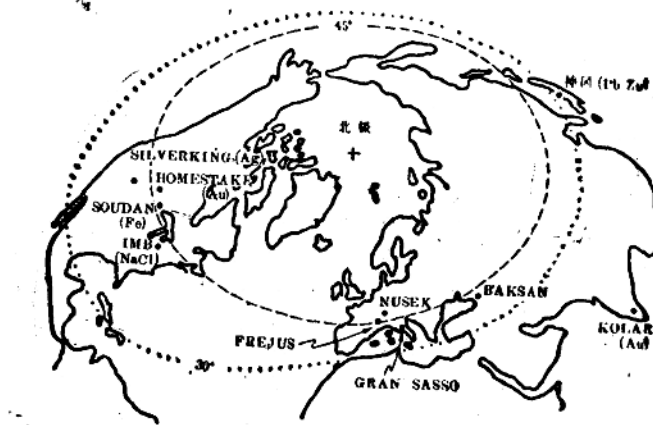 45°
神岡 (Pb Zn)
北極
SILVERKING (Ag)
HOMESTAKE
(Au)
SOUDAN
(Fe)
IMB
(NaCl)
NUSEX
BAKSAN
FREJUS
KOLAR
(Au)
30°
GRAN SASSO